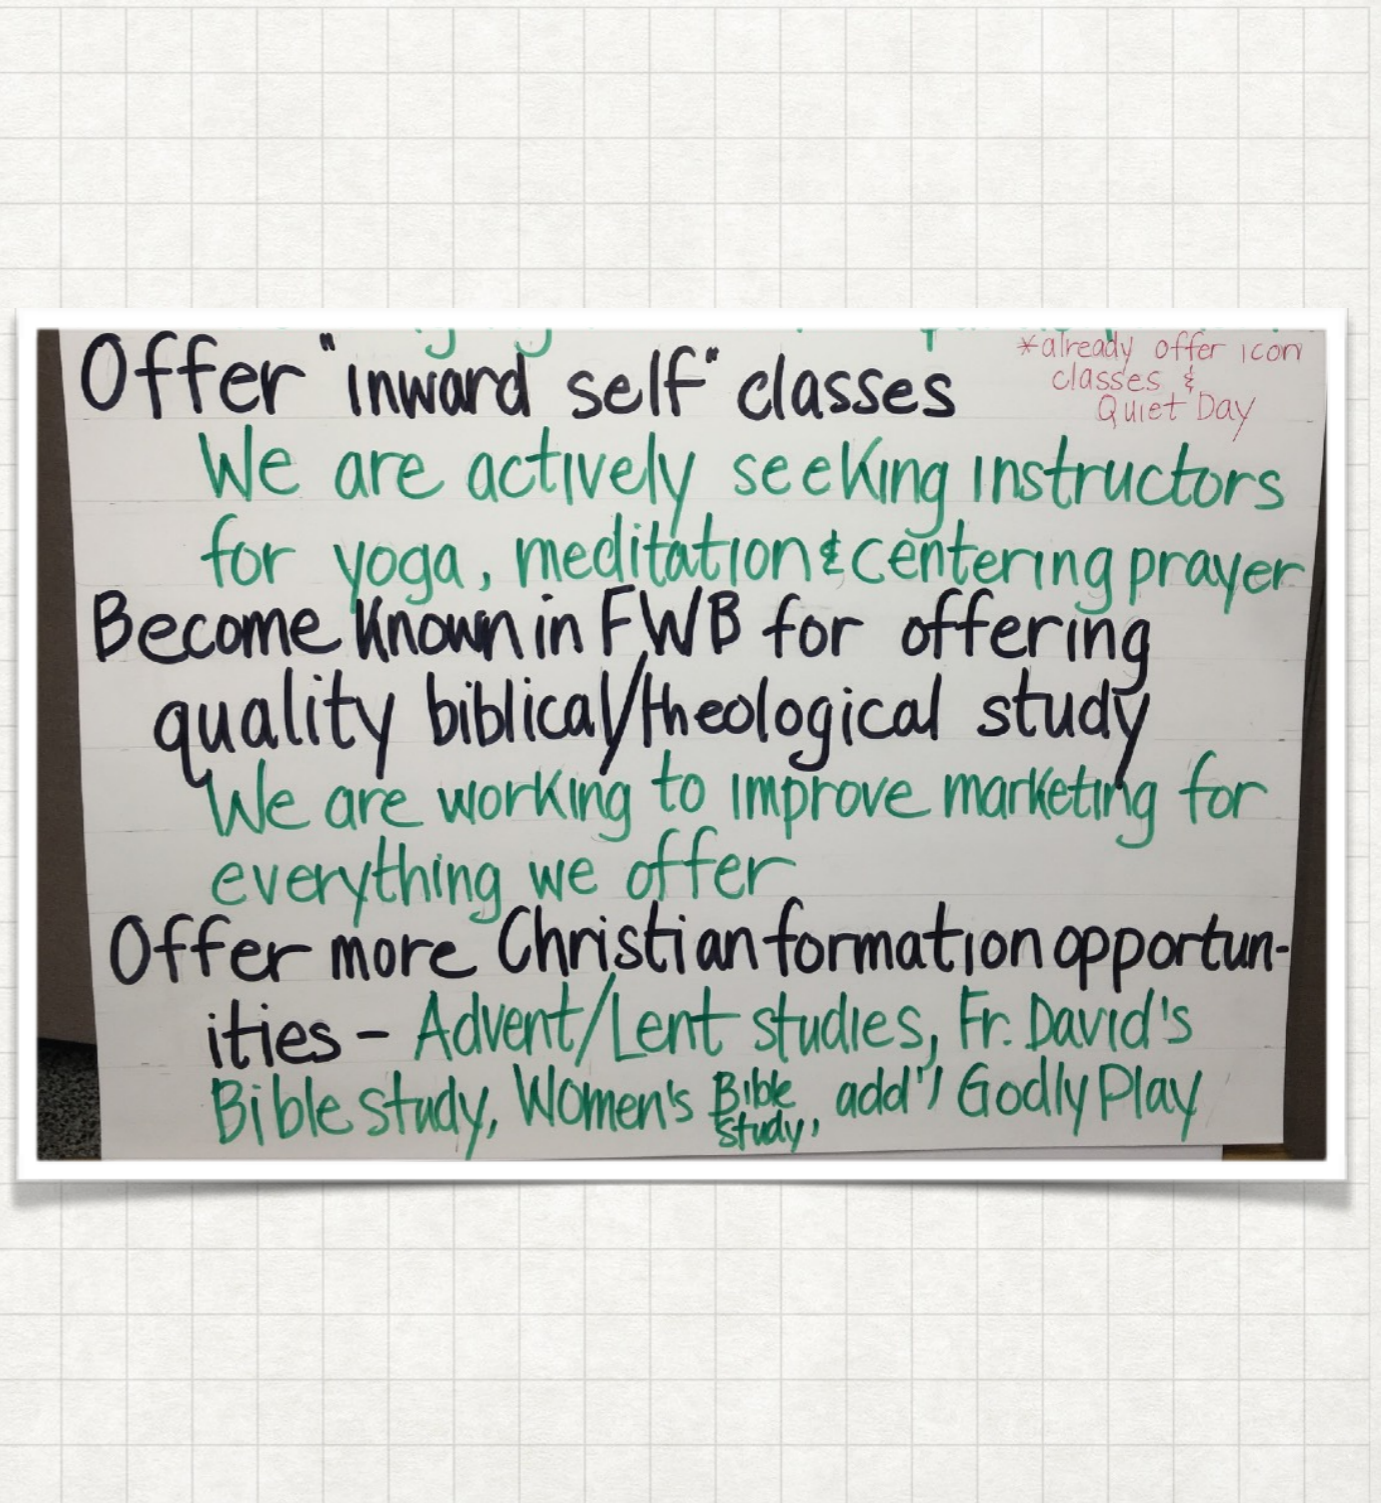 Offer "inward self" classes
*already offer icon
classes &
Quiet Day
We are actively seeking instructors
for yoga, meditation & centering prayer
Become known in FWB for offering
quality biblical/theological study
We are working to improve marketing for
everything we offer
Offer more Christian formation opportun-
ities - Advent/Lent studies, Fr. David's
Bible study, Women's Bible study, add'l Godly Play